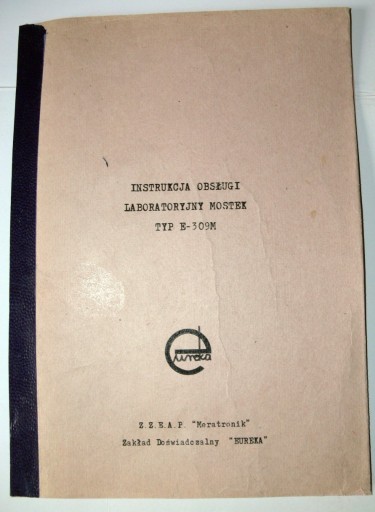 INSTRUKCJA OBSŁUGI
LABORATORYJNY MOSTEK
TYP E-309M
eureka
Z.Z.E.A.P. "Meratronik"
Zakład Doświadczalny "EUREKA"